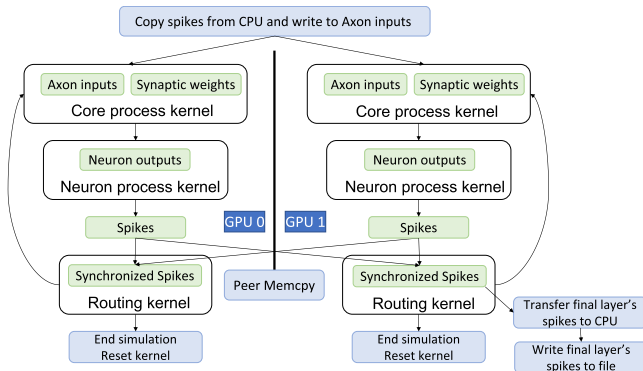 Copy spikes from CPU and write to Axon inputs
Axon inputs
Synaptic weights
Core process kernel
Axon inputs
Synaptic weights
Core process kernel
Neuron outputs
Neuron process kernel
Neuron outputs
Neuron process kernel
Spikes
GPU 0
GPU 1
Spikes
Synchronized Spikes
Routing kernel
Peer Memcpy
Synchronized Spikes
Routing kernel
End simulation
Reset kernel
End simulation
Reset kernel
Transfer final layer's
spikes to CPU
Write final layer's
spikes to file